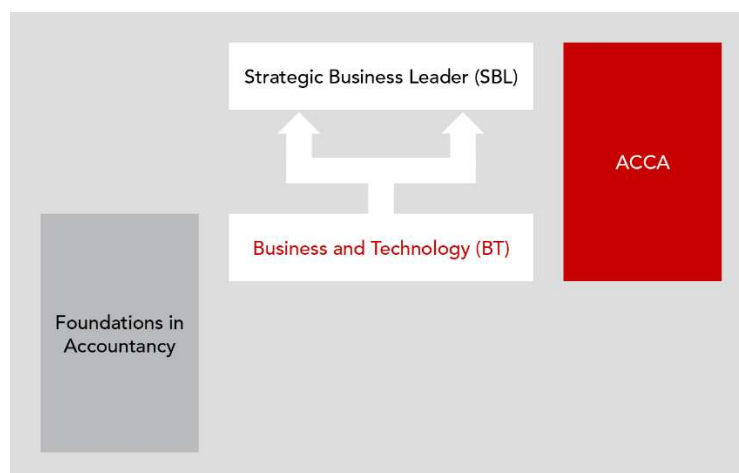 Strategic Business Leader (SBL)
ACCA
Business and Technology (BT)
Foundations in
Accountancy